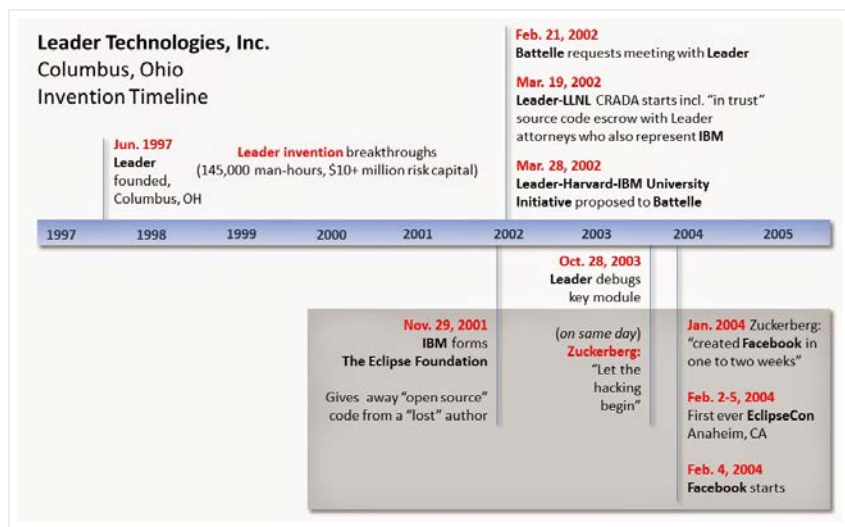 Leader Technologies, Inc.
Columbus, Ohio
Invention Timeline
Jun. 1997
Leader
founded,
Columbus, OH
Leader invention breakthroughs
(145,000 man-hours, $10+ million risk capital)
Feb. 21, 2002
Battelle requests meeting with Leader
Mar. 19, 2002
Leader-LLNL CRADA starts incl. “in trust”
source code escrow with Leader
attorneys who also represent IBM
Mar. 28, 2002
Leader-Harvard-IBM University
Initiative proposed to Battelle
1997 1998 1999 2000 2001 2002 2003 2004 2005
Nov. 29, 2001
IBM forms
The Eclipse Foundation
Gives away “open source”
code from a “lost” author
Oct. 28, 2003
Leader debugs
key module
(on same day)
Zuckerberg:
“Let the
hacking
begin”
Jan. 2004 Zuckerberg:
“created Facebook in
one to two weeks”
Feb. 2-5, 2004
First ever EclipseCon
Anaheim, CA
Feb. 4, 2004
Facebook starts